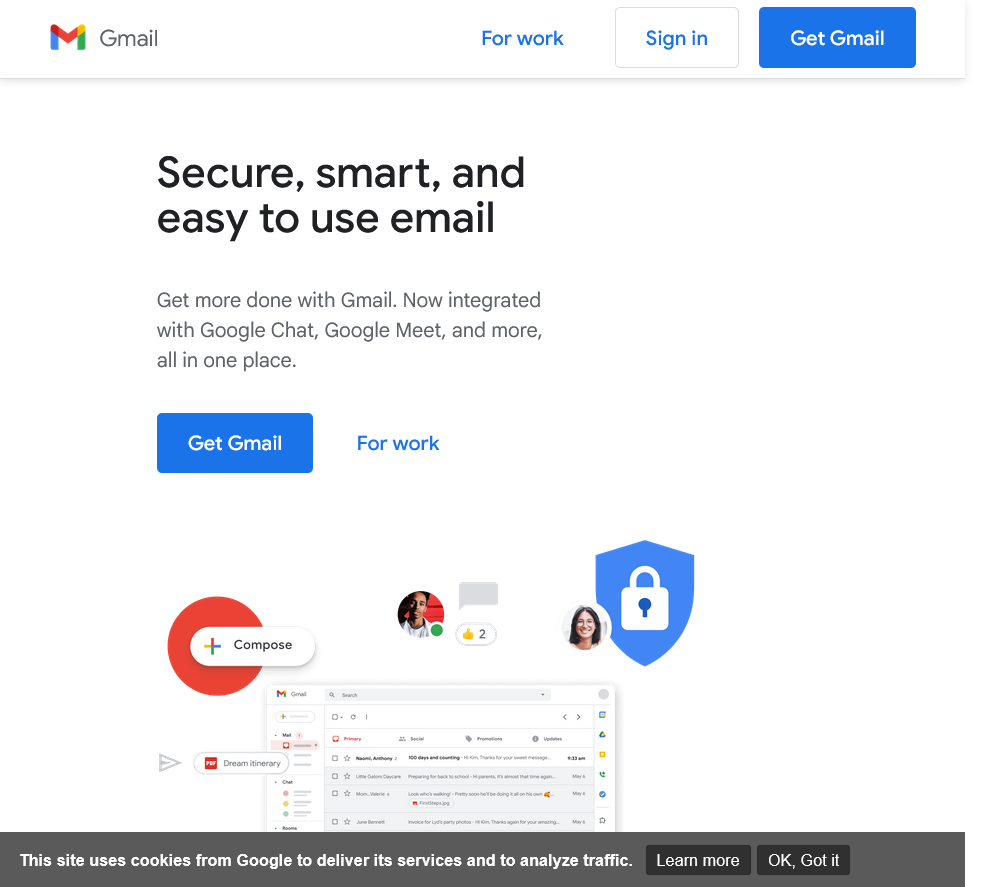 Gmail
For work
Sign in
Get Gmail
Secure, smart, and
easy to use email
Get more done with Gmail. Now integrated
with Google Chat, Google Meet, and more,
all in one place.
Get Gmail
For work
👍 2
Compose
Gmail
Search
Mail
Primary
Social
Promotions
Updates
Naomi, Anthony 2
100 days and counting - Hi Kim, Thanks for your sweet message...
9:33 am
PDF Dream itinerary
Little Gators Daycare
Preparing for back to school - Hi parents, It's almost that time again...
May 6
Chat
Mom, Valerie
Look who's walking! - Pretty soon he'll be doing it all on his own 🥰...
May 6
FirstSteps.jpg
June Bennett
Invoice for Lyd's party photos - Hi Kim, Thanks again for your amazing...
May 6
Rooms
This site uses cookies from Google to deliver its services and to analyze traffic.
Learn more
OK, Got it